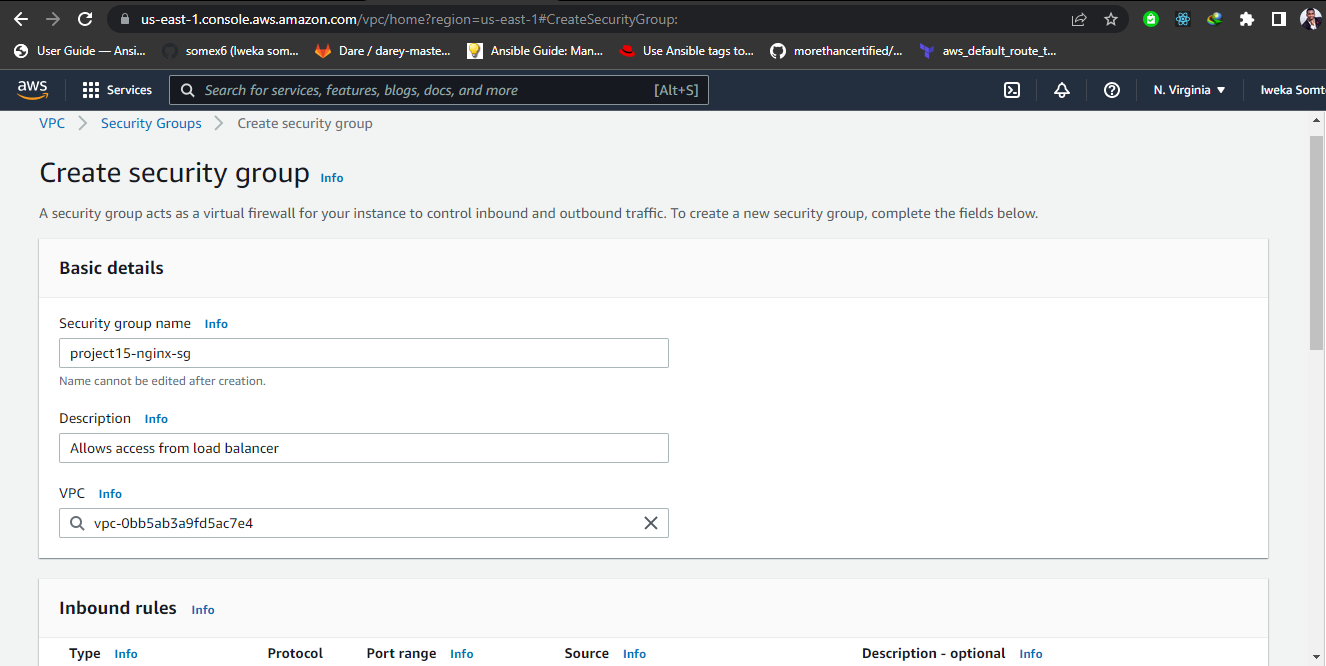 us-east-1.console.aws.amazon.com/vpc/home?region=us-east-1#CreateSecurityGroup:
User Guide — Ansi... somex6 (Iweka som... Dare / darey-maste... Ansible Guide: Man... Use Ansible tags to... morethancertified/... aws_default_route_t...
aws Services Search for services, features, blogs, docs, and more [Alt+S] N. Virginia Iweka Somt
VPC Security Groups Create security group
Create security group Info
A security group acts as a virtual firewall for your instance to control inbound and outbound traffic. To create a new security group, complete the fields below.
Basic details
Security group name Info
project15-nginx-sg
Name cannot be edited after creation.
Description Info
Allows access from load balancer
VPC Info
vpc-0bb5ab3a9fd5ac7e4
Inbound rules Info
Type Info Protocol Port range Info Source Info Description - optional Info